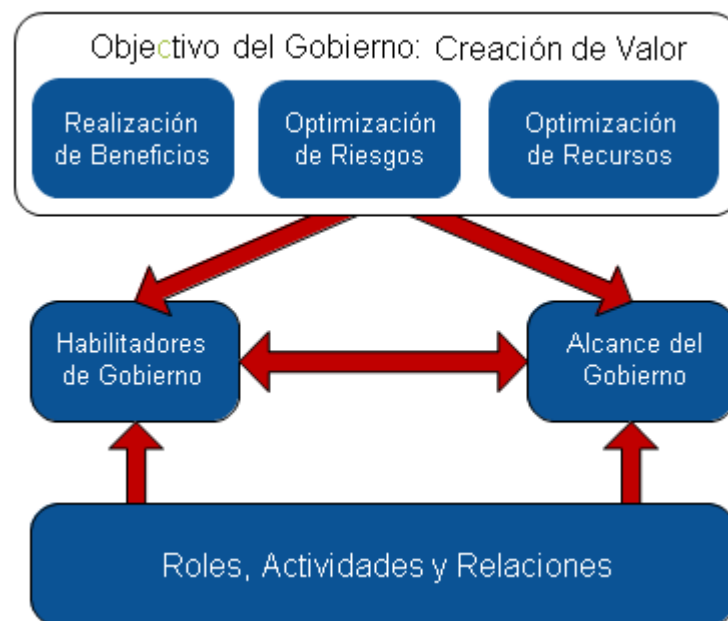 Objectivo del Gobierno: Creación de Valor
Realización
de Beneficios
Optimización
de Riesgos
Optimización
de Recursos
Habilitadores
de Gobierno
Alcance del
Gobierno
Roles, Actividades y Relaciones